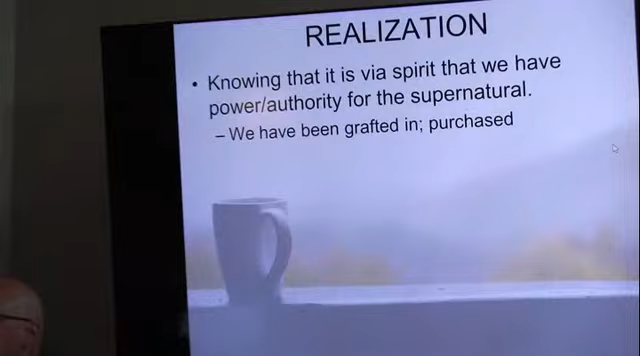 REALIZATION
• Knowing that it is via spirit that we have
power/authority for the supernatural.
– We have been grafted in; purchased